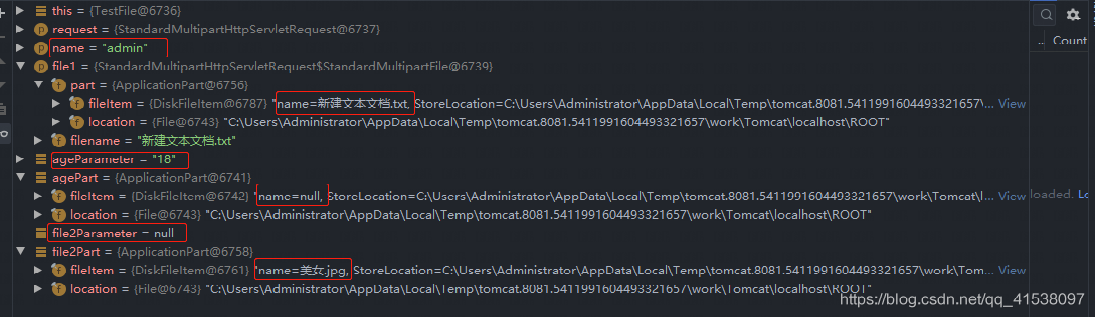 this = {TestFile@6736}
request = {StandardMultipartHttpServletRequest@6737}
name = "admin"
file1 = {StandardMultipartHttpServletRequest$StandardMultipartFile@6739}
part = {ApplicationPart@6756}
fileItem = {DiskFileItem@6787} "name=新建文本文档.txt, StoreLocation=C:\Users\Administrator\AppData\Local\Temp\tomcat.8081.5411991604493321657\... View
location = {File@6743} "C:\Users\Administrator\AppData\Local\Temp\tomcat.8081.5411991604493321657\work\Tomcat\localhost\ROOT"
filename = "新建文本文档.txt"
ageParameter = "18"
agePart = {ApplicationPart@6741}
fileItem = {DiskFileItem@6742} "name=null, StoreLocation=C:\Users\Administrator\AppData\Local\Temp\tomcat.8081.5411991604493321657\work\Tomcat\... View
location = {File@6743} "C:\Users\Administrator\AppData\Local\Temp\tomcat.8081.5411991604493321657\work\Tomcat\localhost\ROOT"
file2Parameter = null
file2Part = {ApplicationPart@6758}
fileItem = {DiskFileItem@6761} "name=美女.jpg, StoreLocation=C:\Users\Administrator\AppData\Local\Temp\tomcat.8081.5411991604493321657\work\Tom... View
location = {File@6743} "C:\Users\Administrator\AppData\Local\Temp\tomcat.8081.5411991604493321657\work\Tomcat\localhost\ROOT"
.. Count
loaded. Lo
https://blog.csdn.net/qq_41538097